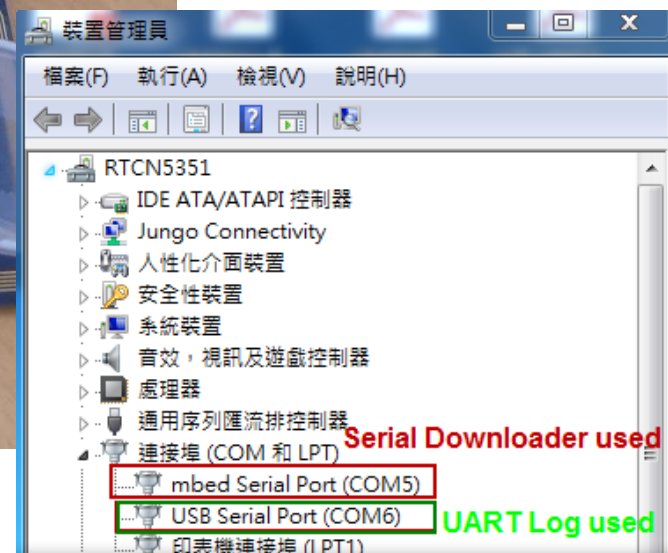 裝置管理員
檔案(F) 執行(A) 檢視(V) 說明(H)
RTCN5351
IDE ATA/ATAPI 控制器
Jungo Connectivity
人性化介面裝置
安全性裝置
系統裝置
音效，視訊及遊戲控制器
處理器
通用序列匯流排控制器
連接埠 (COM 和 LPT)
Serial Downloader used
mbed Serial Port (COM5)
USB Serial Port (COM6)
UART Log used
印表機連接埠 (LPT1)